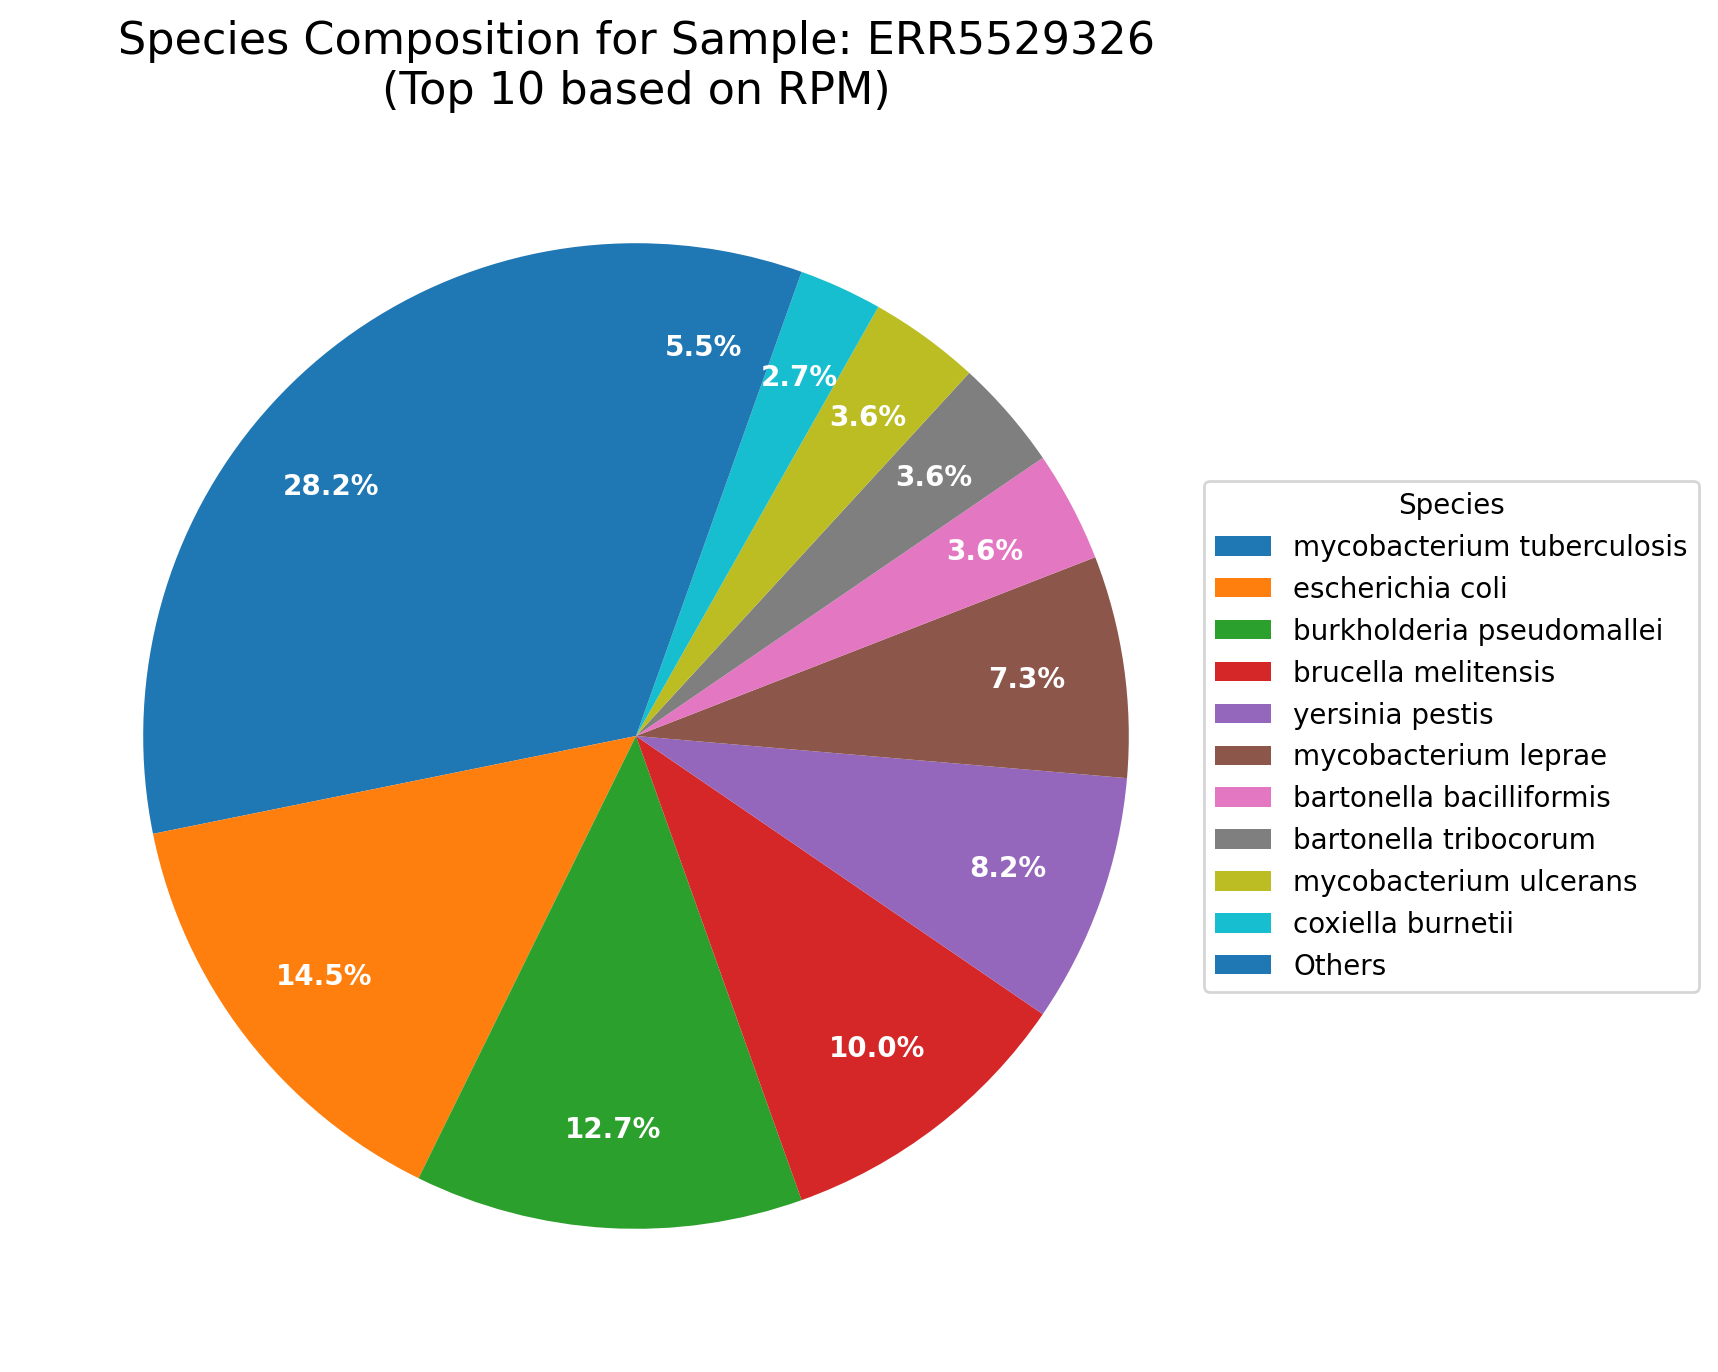 Species Composition for Sample: ERR5529326
(Top 10 based on RPM)
5.5%
2.7%
3.6%
28.2%
3.6%
3.6%
7.3%
8.2%
14.5%
10.0%
12.7%
Species
mycobacterium tuberculosis
escherichia coli
burkholderia pseudomallei
brucella melitensis
yersinia pestis
mycobacterium leprae
bartonella bacilliformis
bartonella tribocorum
mycobacterium ulcerans
coxiella burnetii
Others